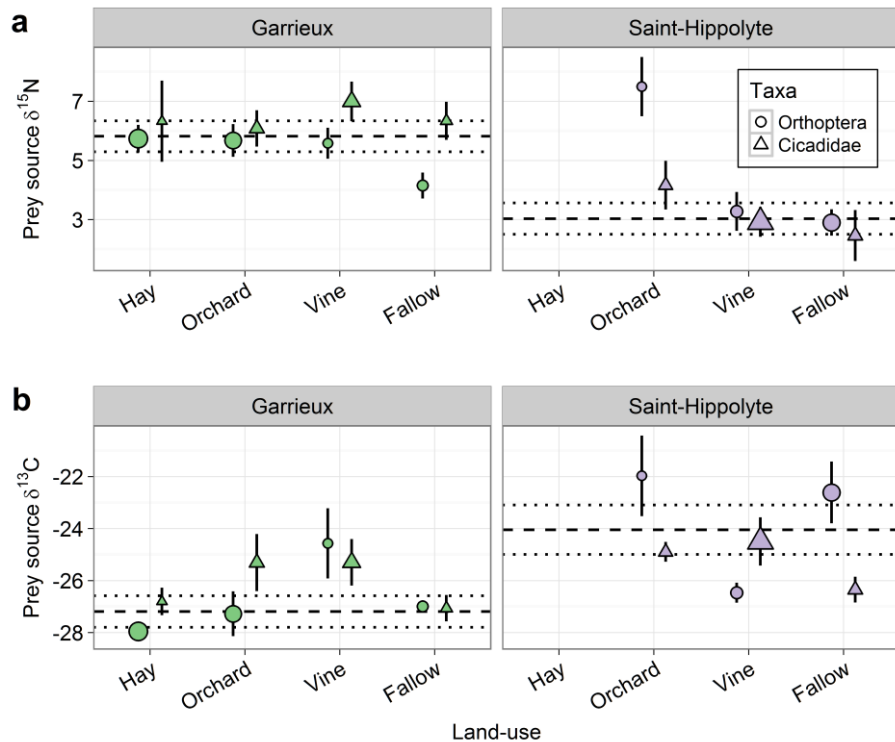 a
Garrieux
Saint-Hippolyte
Prey source δ¹⁵N
7
5
3
Taxa
Orthoptera
Cicadidae
Hay
Orchard
Vine
Fallow
Hay
Orchard
Vine
Fallow
b
Garrieux
Saint-Hippolyte
Prey source δ¹³C
-22
-24
-26
-28
Hay
Orchard
Vine
Fallow
Hay
Orchard
Vine
Fallow
Land-use